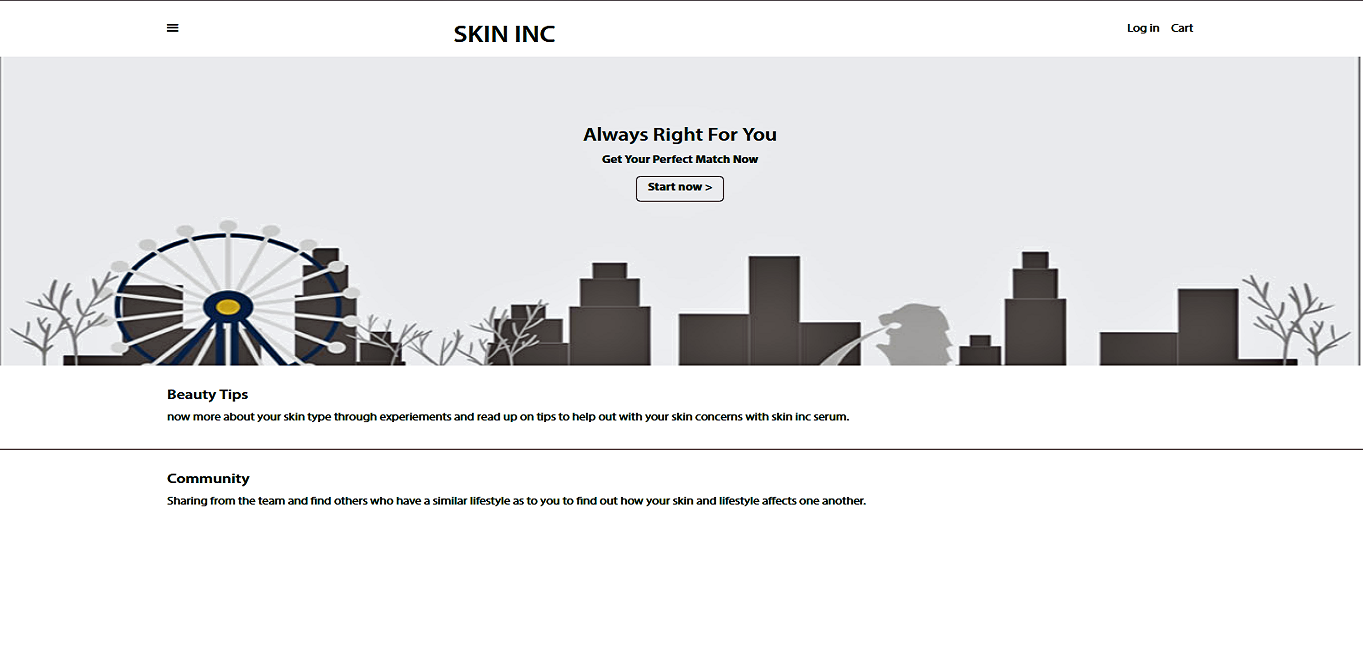 SKIN INC
Log in Cart
Always Right For You
Get Your Perfect Match Now
Start now >
Beauty Tips
now more about your skin type through experiements and read up on tips to help out with your skin concerns with skin inc serum.
Community
Sharing from the team and find others who have a similar lifestyle as to you to find out how your skin and lifestyle affects one another.